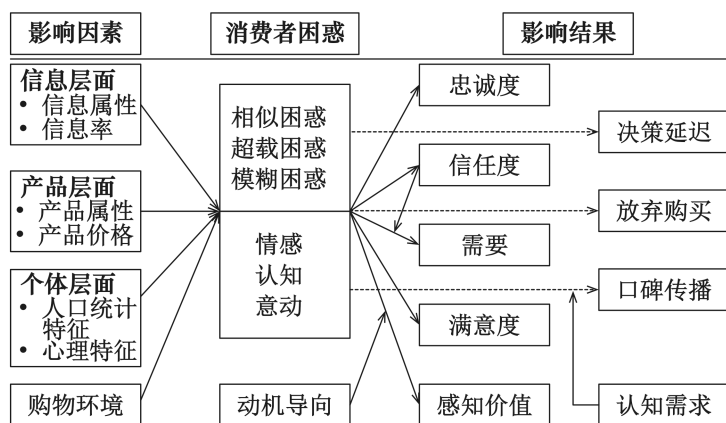 影响因素
消费者困惑
影响结果
信息层面
• 信息属性
• 信息率
产品层面
• 产品属性
• 产品价格
个体层面
• 人口统计
特征
• 心理特征
购物环境
相似困惑
超载困惑
模糊困惑
情感
认知
意动
动机导向
忠诚度
信任度
需要
满意度
感知价值
决策延迟
放弃购买
口碑传播
认知需求